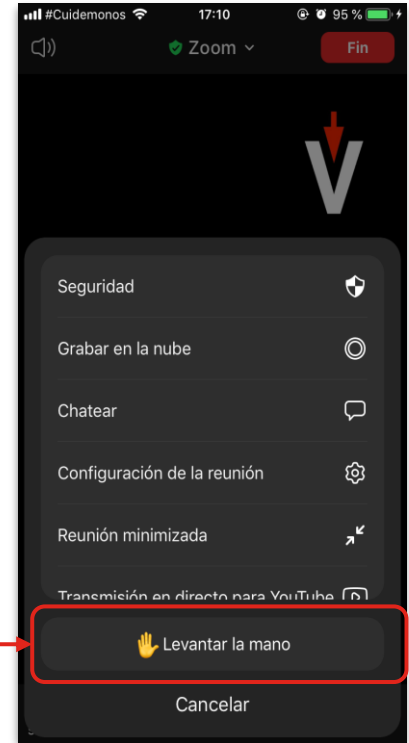 #Cuidemonos 17:10 95 %
Zoom Fin
V
Seguridad
Grabar en la nube
Chatear
Configuración de la reunión
Reunión minimizada
Transmisión en directo para YouTube
Levantar la mano
Cancelar